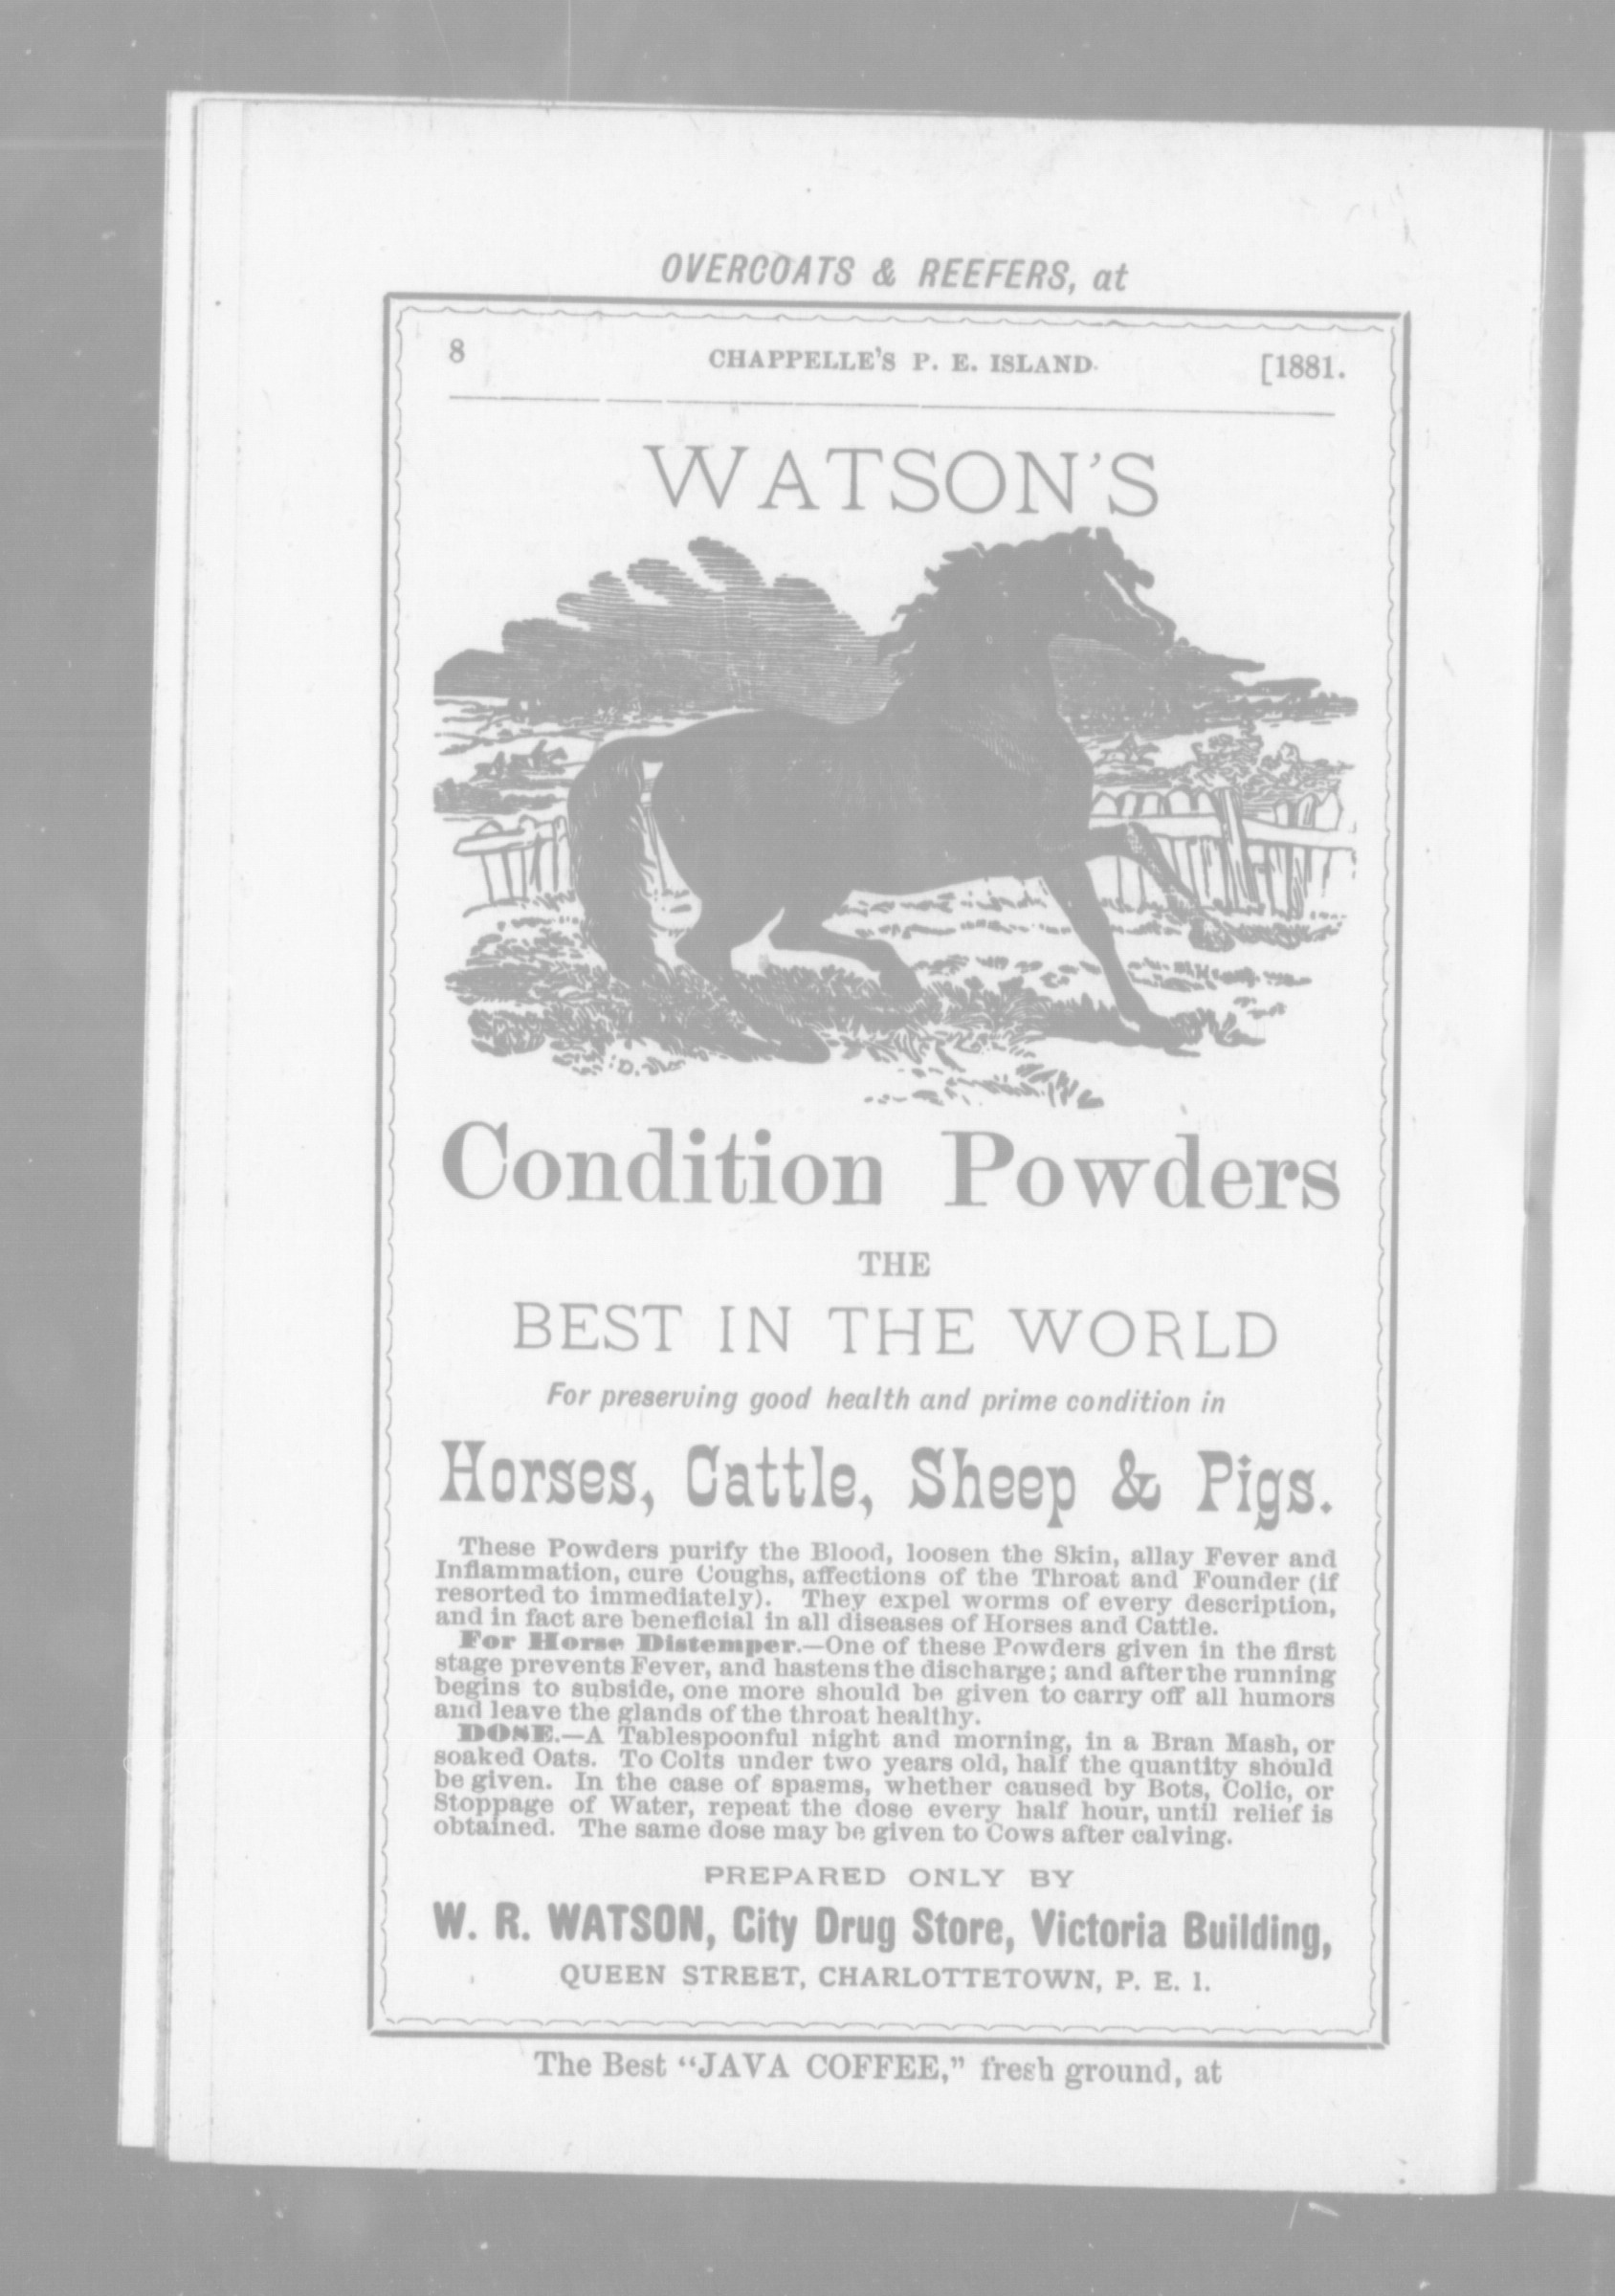 OVERCOATS & REEFERS, at
8 CHAPPELLE'S P. E. ISLAND. [1881.
WATSON'S
Condition Powders
THE
BEST IN THE WORLD
For preserving good health and prime condition in
Horses, Cattle, Sheep & Pigs.
These Powders purify the Blood, loosen the Skin, allay Fever and
Inflammation, cure Coughs, affections of the Throat and Founder (if
resorted to immediately). They expel worms of every description,
and in fact are beneficial in all diseases of Horses and Cattle.
For Horse Distemper.—One of these Powders given in the first
stage prevents Fever, and hastens the discharge; and after the running
begins to subside, one more should be given to carry off all humors
and leave the glands of the throat healthy.
DOSE.—A Tablespoonful night and morning, in a Bran Mash, or
soaked Oats. To Colts under two years old, half the quantity should
be given. In the case of spasms, whether caused by Bots, Colic, or
Stoppage of Water, repeat the dose every half hour, until relief is
obtained. The same dose may be given to Cows after calving.
PREPARED ONLY BY
W. R. WATSON, City Drug Store, Victoria Building,
QUEEN STREET, CHARLOTTETOWN, P. E. I.
The Best "JAVA COFFEE," fresh ground, at